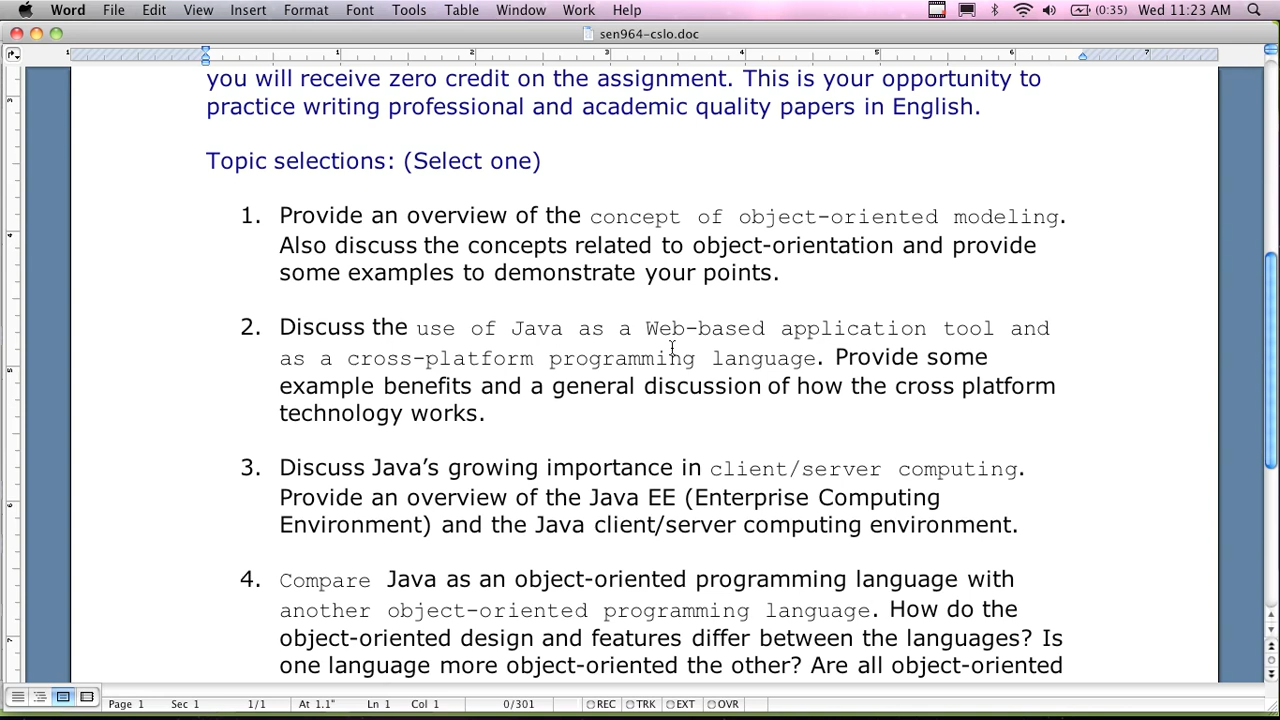 Word File Edit View Insert Format Font Tools Table Window Work Help (0:35) Wed 11:23 AM
sen964-cslo.doc
1 1 2 3 4 5 6 7
you will receive zero credit on the assignment. This is your opportunity to
practice writing professional and academic quality papers in English.
Topic selections: (Select one)
1. Provide an overview of the concept of object-oriented modeling.
Also discuss the concepts related to object-orientation and provide
some examples to demonstrate your points.
2. Discuss the use of Java as a Web-based application tool and
as a cross-platform programming language. Provide some
example benefits and a general discussion of how the cross platform
technology works.
3. Discuss Java’s growing importance in client/server computing.
Provide an overview of the Java EE (Enterprise Computing
Environment) and the Java client/server computing environment.
4. Compare Java as an object-oriented programming language with
another object-oriented programming language. How do the
object-oriented design and features differ between the languages? Is
one language more object-oriented the other? Are all object-oriented
Page 1 Sec 1 1/1 At 1.1" Ln 1 Col 1 0/301 REC TRK EXT OVR